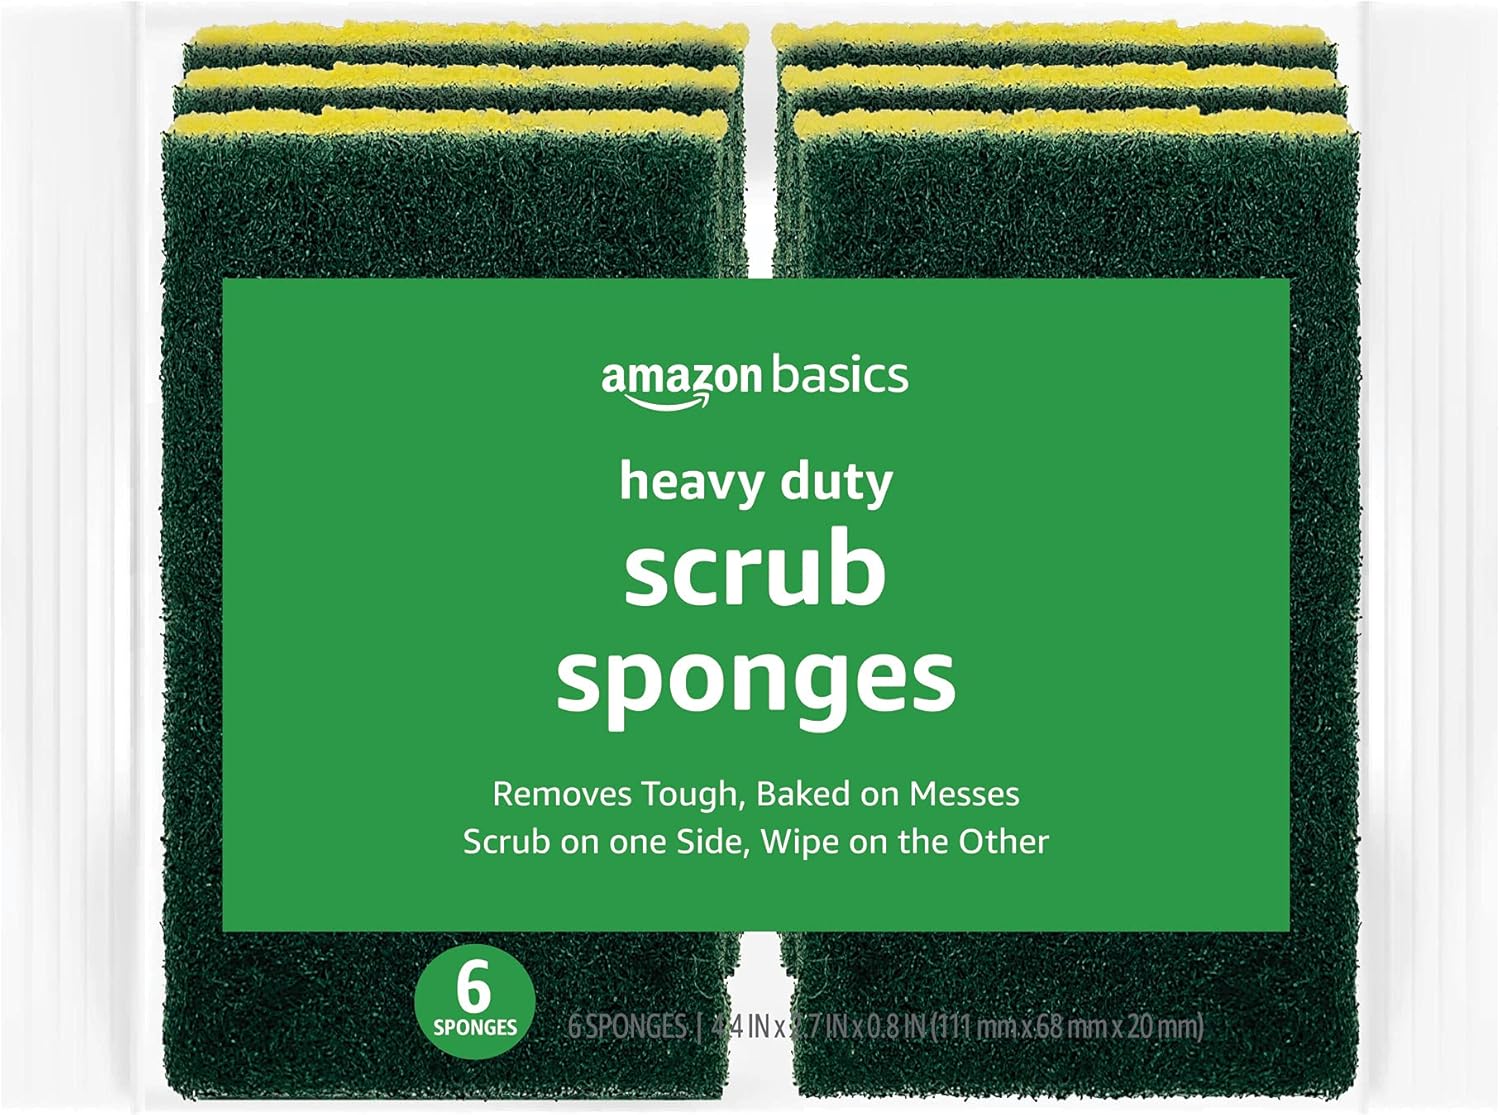 amazon basics
heavy duty
scrub
sponges
Removes Tough, Baked on Messes
Scrub on one Side, Wipe on the Other
6
SPONGES
6 SPONGES | 4.4 IN x 2.7 IN x 0.8 IN (111 mm x 68 mm x 20 mm)